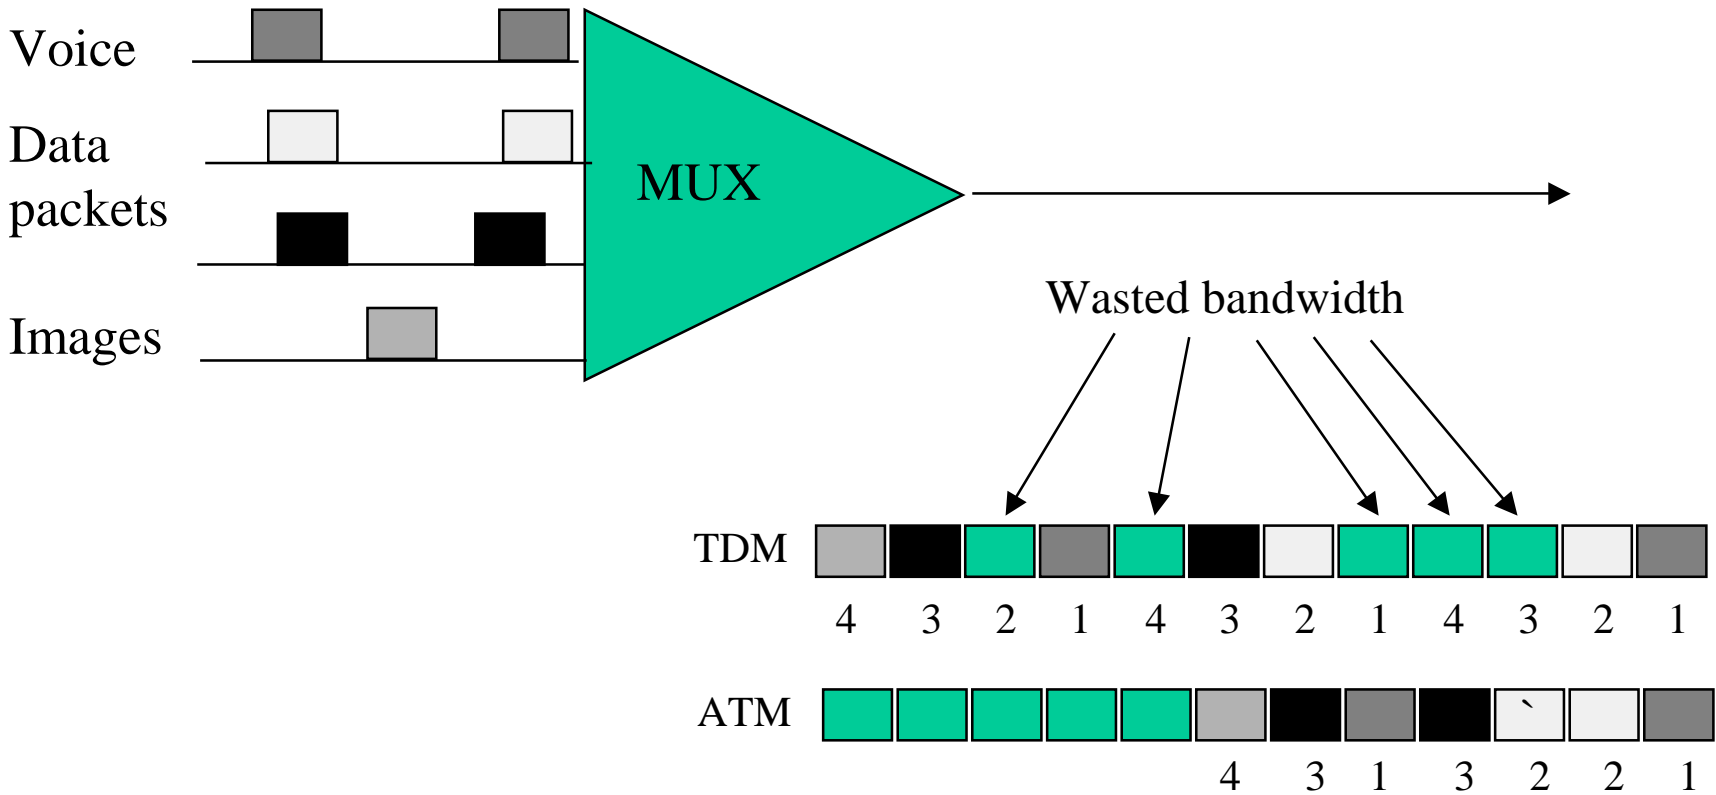 Voice
Data
packets
Images
MUX
Wasted bandwidth
TDM
4 3 2 1 4 3 2 1 4 3 2 1
ATM `
4 3 1 3 2 2 1